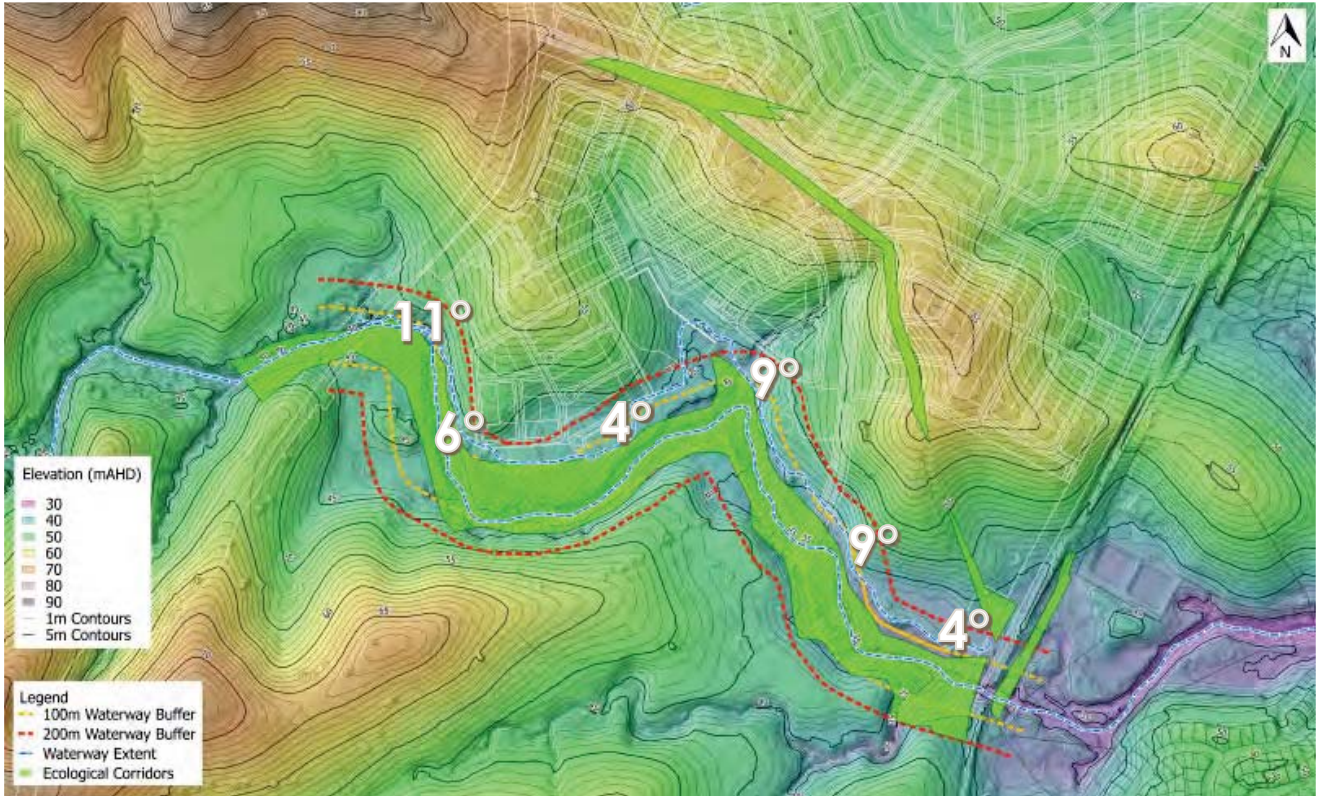 N
11°
9°
4°
6°
9°
4°
Elevation (mAHD)
30
40
50
60
70
80
90
1m Contours
5m Contours
Legend
100m Waterway Buffer
200m Waterway Buffer
Waterway Extent
Ecological Corridors